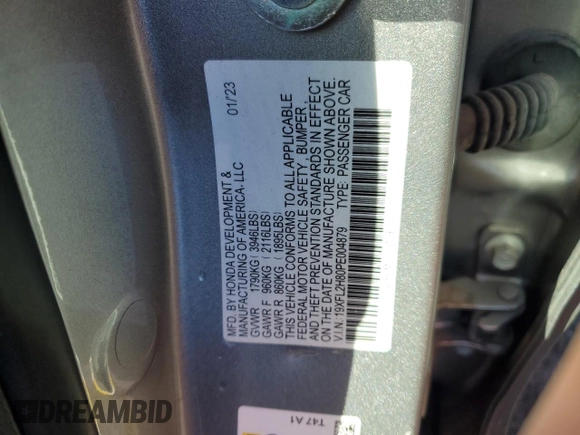 MFD. BY HONDA DEVELOPMENT & 01/'23
MANUFACTURING OF AMERICA, LLC
GVWR 1790KG ( 3946LBS)
GAWR F 960KG ( 2116LBS)
GAWR R 860KG ( 1895LBS)
THIS VEHICLE CONFORMS TO ALL APPLICABLE
FEDERAL MOTOR VEHICLE SAFETY , BUMPER ,
AND THEFT PREVENTION STANDARDS IN EFFECT
ON THE DATE OF MANUFACTURE SHOWN ABOVE.
V.I.N.:19XFL2H80PE004879 TYPE: PASSENGER CAR
T47 A1
DREAMBID